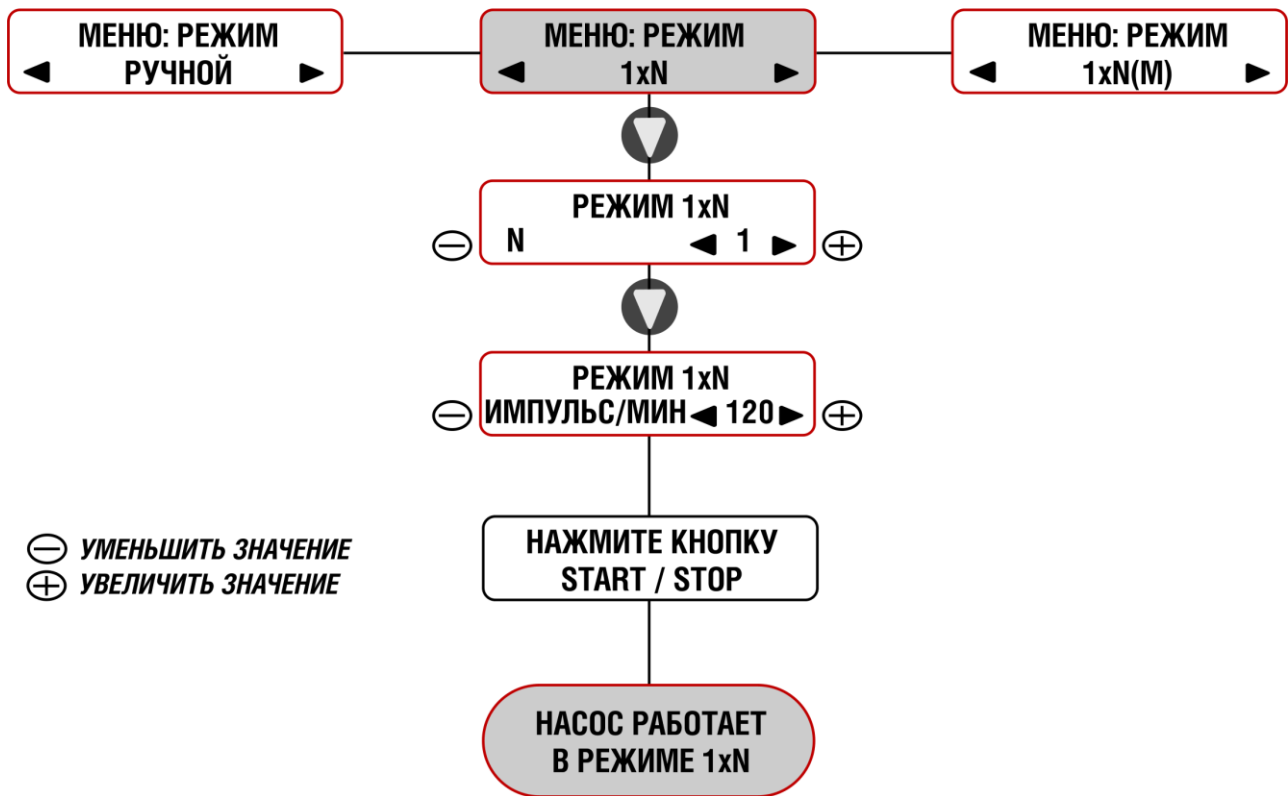 МЕНЮ: РЕЖИМ
◄ РУЧНОЙ ►
МЕНЮ: РЕЖИМ
◄ 1xN ►
МЕНЮ: РЕЖИМ
◄ 1xN(М) ►
РЕЖИМ 1xN
N ◄ 1 ►
РЕЖИМ 1xN
ИМПУЛЬС/МИН ◄ 120 ►
УМЕНЬШИТЬ ЗНАЧЕНИЕ
УВЕЛИЧИТЬ ЗНАЧЕНИЕ
НАЖМИТЕ КНОПКУ
START / STOP
НАСОС РАБОТАЕТ
В РЕЖИМЕ 1xN